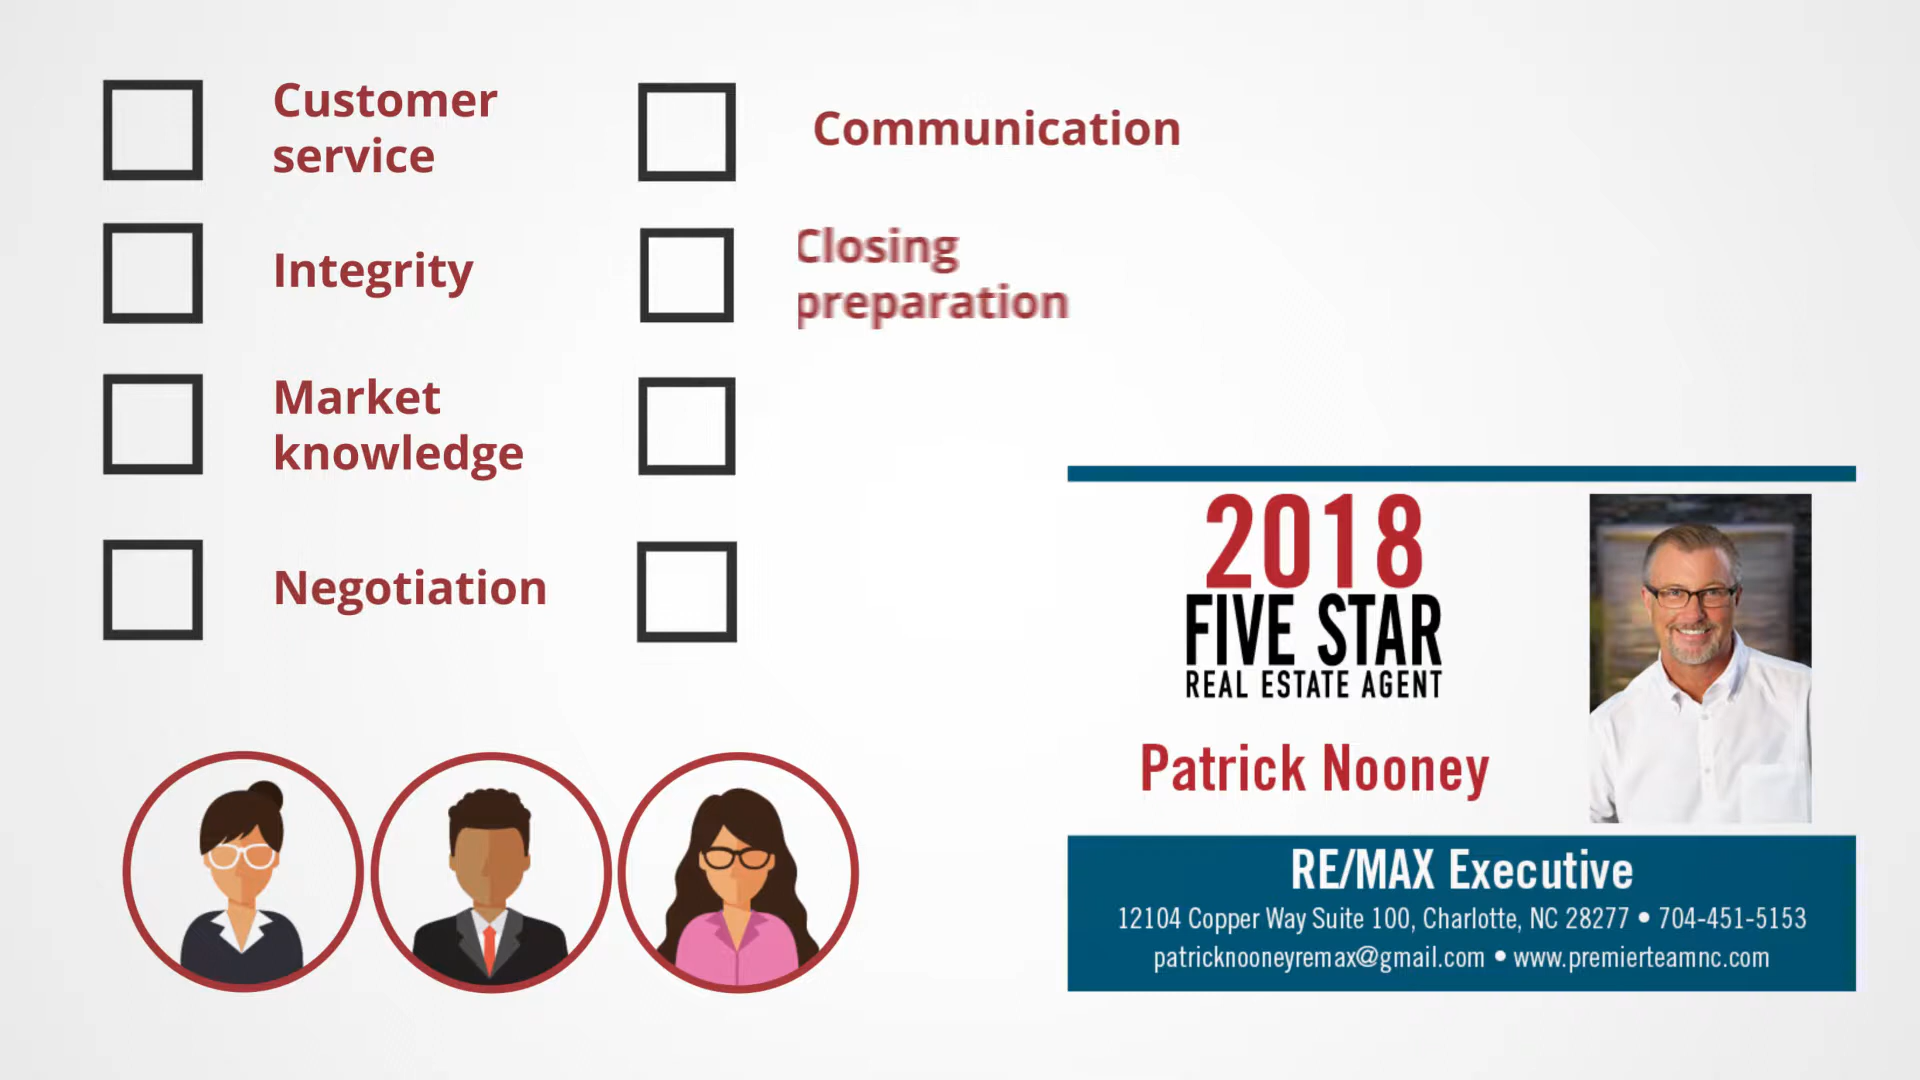 Customer
service
Integrity
Market
knowledge
Negotiation
Communication
Closing
preparation
2018
FIVE STAR
REAL ESTATE AGENT
Patrick Nooney
RE/MAX Executive
12104 Copper Way Suite 100, Charlotte, NC 28277 • 704-451-5153
patricknooneyremax@gmail.com • www.premierteamnc.com